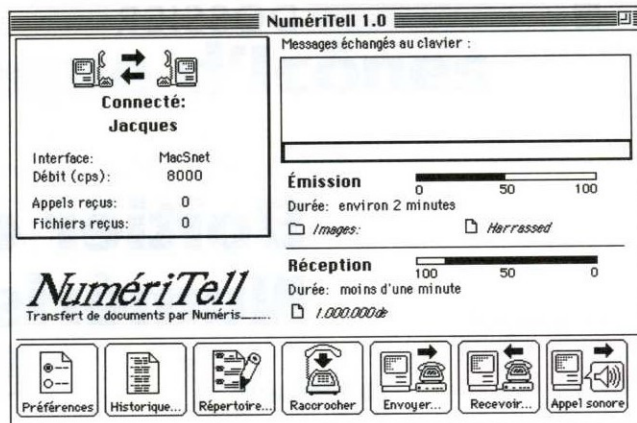 NumériTell 1.0
Connecté:
Jacques
Interface: MacSnet
Débit (cps): 8000
Appels reçus: 0
Fichiers reçus: 0
NumériTell
Transfert de documents par Numéris
Messages échangés au clavier :
Émission
0 50 100
Durée: environ 2 minutes
Images: Harrassed
Réception
100 50 0
Durée: moins d'une minute
1.000.000de
Préférences
Historique...
Répertoire...
Raccrocher
Envoyer...
Recevoir...
Appel sonore